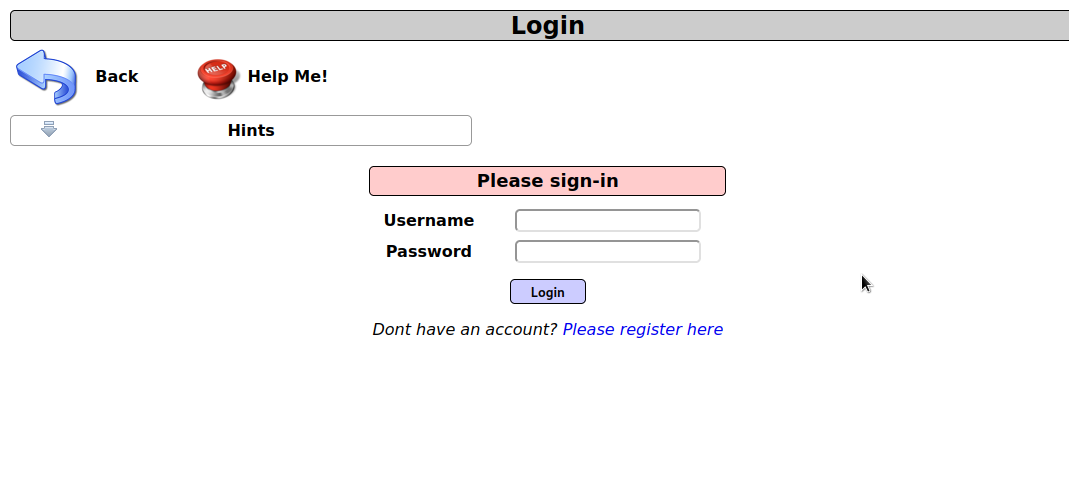 Login
Back
HELP
Help Me!
Hints
Please sign-in
Username
Password
Login
Dont have an account? Please register here